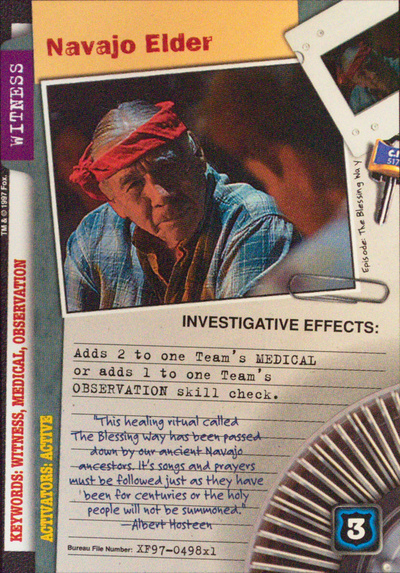 Navajo Elder
WITNESS
TM & © 1997 Fox.
KEYWORDS: WITNESS, MEDICAL, OBSERVATION
ACTIVATORS: ACTIVE
Episode: The Blessing Way
INVESTIGATIVE EFFECTS:
Adds 2 to one Team's MEDICAL
or adds 1 to one Team's
OBSERVATION skill check.
"This healing ritual called
The Blessing Way has been passed
down by our ancient Navajo
ancestors. It's songs and prayers
must be followed just as they have
been for centuries or the holy
people will not be summoned."
—Albert Hosteen
Bureau File Number: XF97-0498x1
3